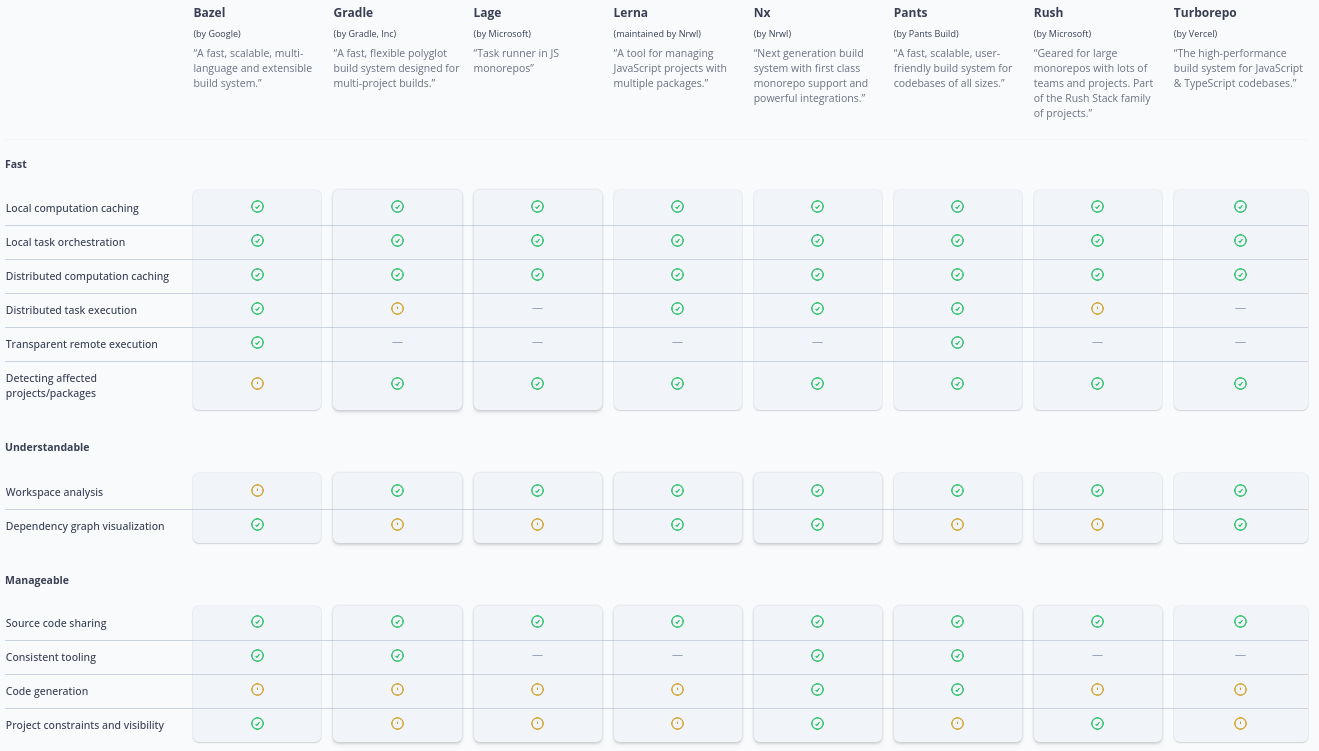 Bazel
(by Google)
“A fast, scalable, multi-
language and extensible
build system.”
Gradle
(by Gradle, Inc)
“A fast, flexible polyglot
build system designed for
multi-project builds.”
Lage
(by Microsoft)
“Task runner in JS
monorepos”
Lerna
(maintained by Nrwl)
“A tool for managing
JavaScript projects with
multiple packages.”
Nx
(by Nrwl)
“Next generation build
system with first class
monorepo support and
powerful integrations.”
Pants
(by Pants Build)
“A fast, scalable, user-
friendly build system for
codebases of all sizes.”
Rush
(by Microsoft)
“Geared for large
monorepos with lots of
teams and projects. Part
of the Rush Stack family
of projects.”
Turborepo
(by Vercel)
“The high-performance
build system for JavaScript
& TypeScript codebases.”
Fast
Local computation caching
Local task orchestration
Distributed computation caching
Distributed task execution
Transparent remote execution
Detecting affected
projects/packages
Understandable
Workspace analysis
Dependency graph visualization
Manageable
Source code sharing
Consistent tooling
Code generation
Project constraints and visibility